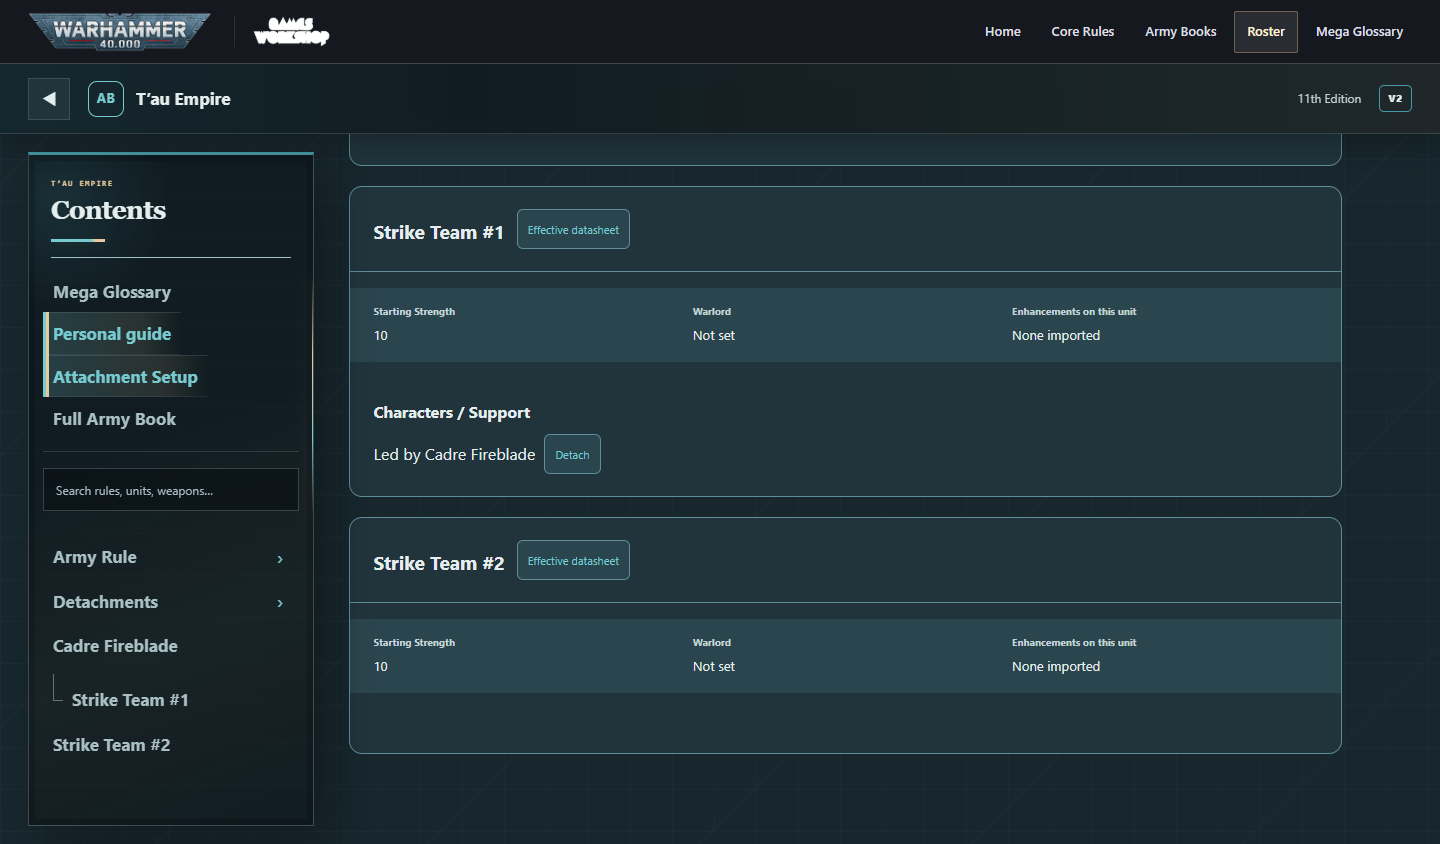 WARHAMMER
40,000
GAMES
WORKSHOP
Home
Core Rules
Army Books
Roster
Mega Glossary
◀
AB
T’au Empire
11th Edition
V2
T’AU EMPIRE
Contents
Mega Glossary
Personal guide
Attachment Setup
Full Army Book
Search rules, units, weapons...
Army Rule ›
Detachments ›
Cadre Fireblade
Strike Team #1
Strike Team #2
Strike Team #1 Effective datasheet
Starting Strength Warlord Enhancements on this unit
10 Not set None imported
Characters / Support
Led by Cadre Fireblade Detach
Strike Team #2 Effective datasheet
Starting Strength Warlord Enhancements on this unit
10 Not set None imported